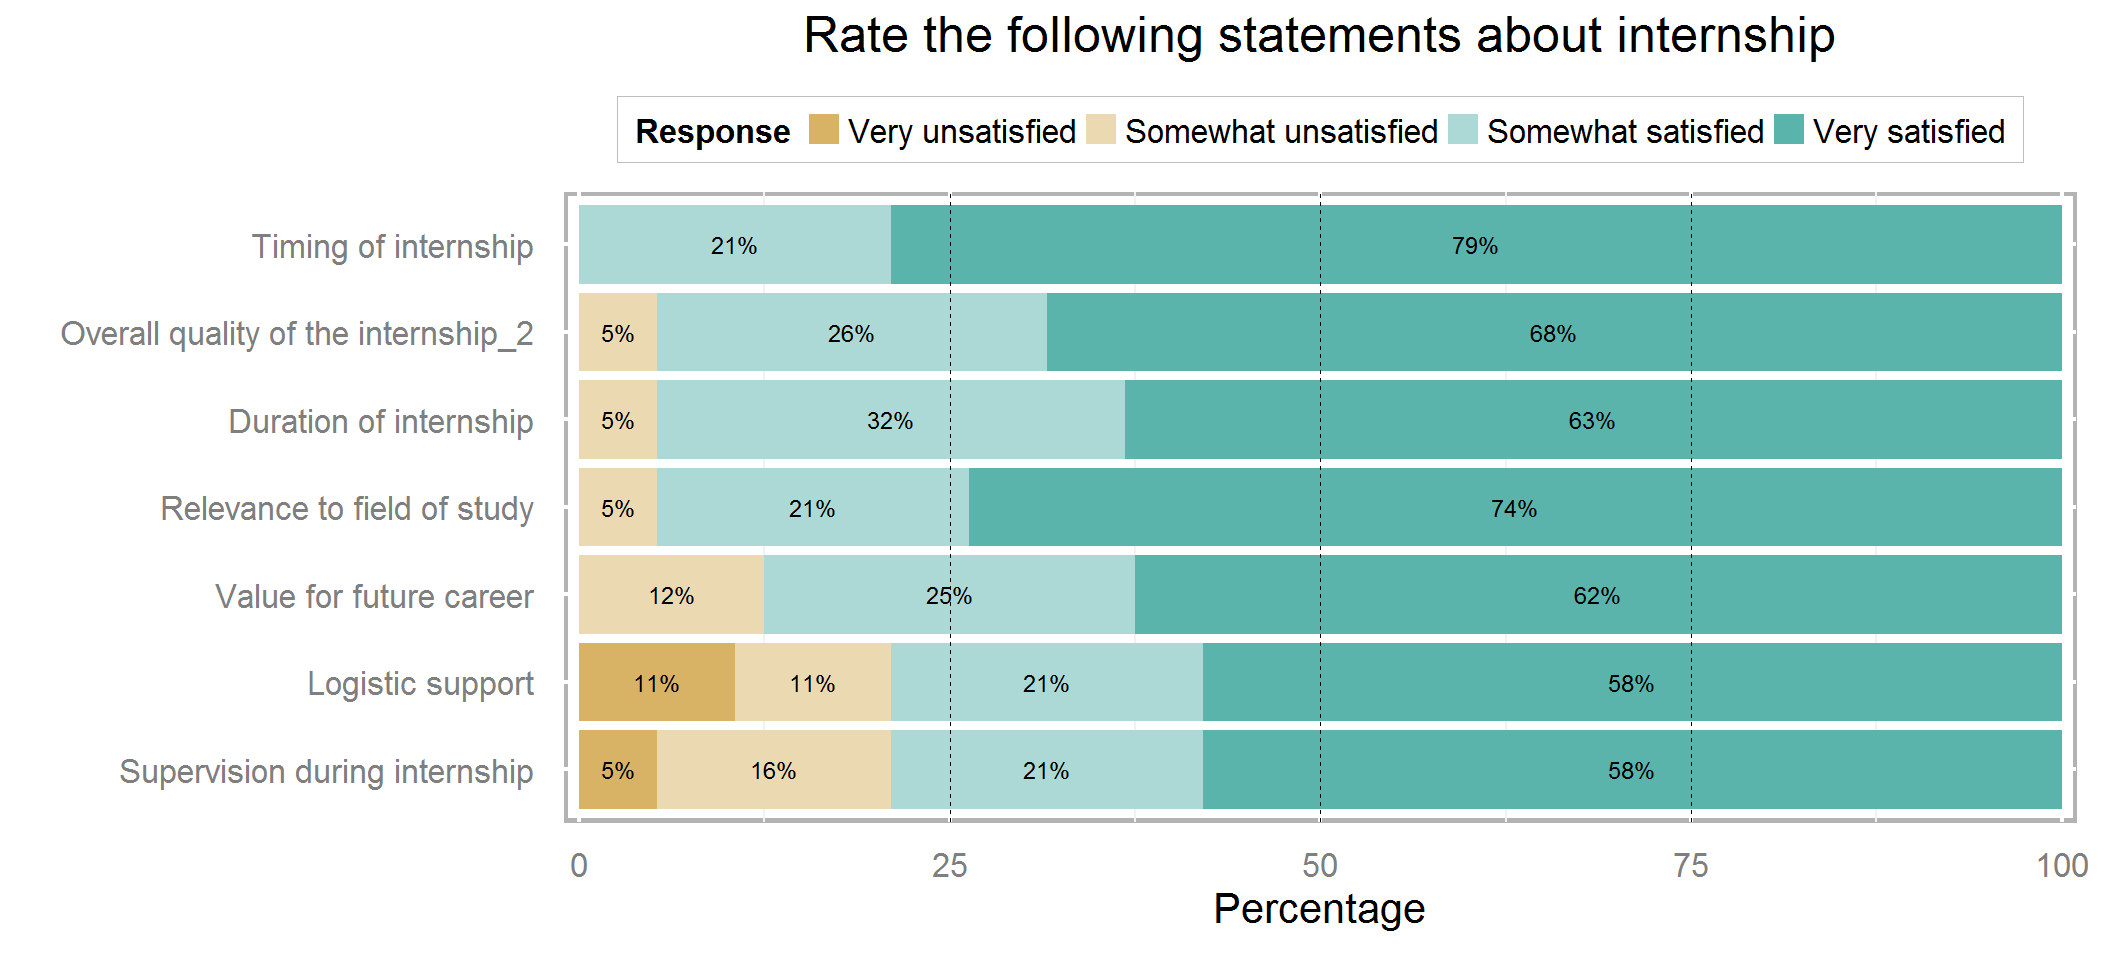 Rate the following statements about internship
Response Very unsatisfied Somewhat unsatisfied Somewhat satisfied Very satisfied
Timing of internship 21% 79%
Overall quality of the internship_2 5% 26% 68%
Duration of internship 5% 32% 63%
Relevance to field of study 5% 21% 74%
Value for future career 12% 25% 62%
Logistic support 11% 11% 21% 58%
Supervision during internship 5% 16% 21% 58%
0 25 50 75 100
Percentage